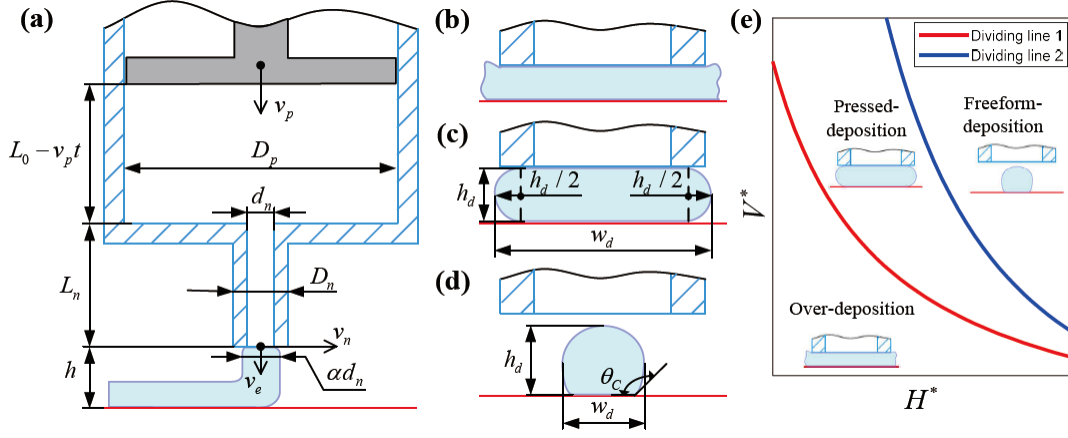 (a)
v_p
L_0 − v_p t
D_p
d_n
L_n
D_n
v_n
h
v_e
αd_n
(b)
(c)
h_d
h_d / 2
h_d / 2
w_d
(d)
h_d
θ_C
w_d
(e)
Dividing line 1
Dividing line 2
Pressed-
deposition
Freeform-
deposition
V*
Over-deposition
H*